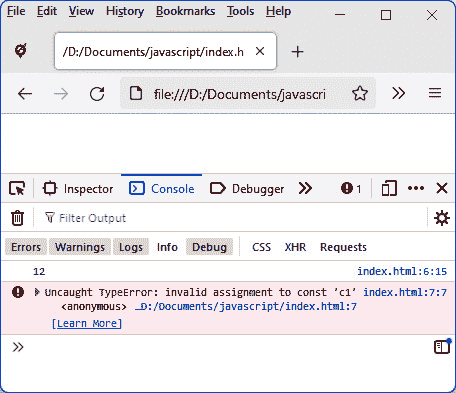 File Edit View History Bookmarks Tools Help
/D:/Documents/javascript/index.h
file:///D:/Documents/javascri
Inspector Console Debugger 1
Filter Output
Errors Warnings Logs Info Debug CSS XHR Requests
12 index.html:6:15
Uncaught TypeError: invalid assignment to const 'c1' index.html:7:7
<anonymous> …D:/Documents/javascript/index.html:7
[Learn More]